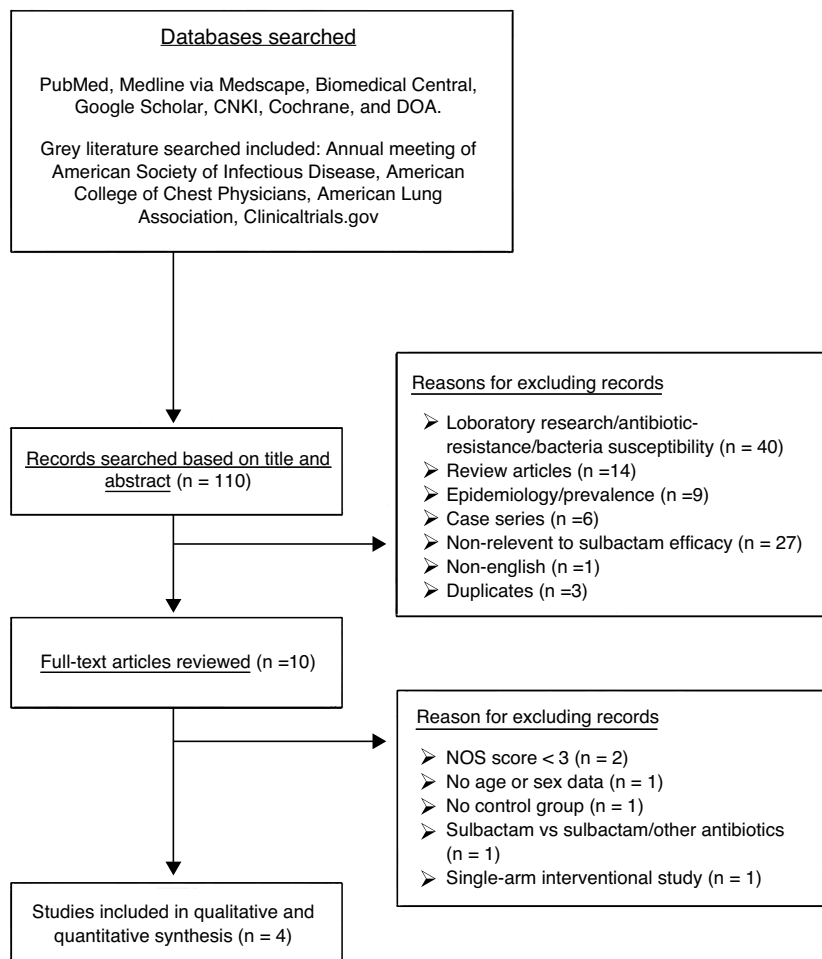 Databases searched
PubMed, Medline via Medscape, Biomedical Central,
Google Scholar, CNKI, Cochrane, and DOA.
Grey literature searched included: Annual meeting of
American Society of Infectious Disease, American
College of Chest Physicians, American Lung
Association, Clinicaltrials.gov
Reasons for excluding records
➢ Loboratory research/antibiotic-
resistance/bacteria susceptibility (n = 40)
➢ Review articles (n =14)
➢ Epidemiology/prevalence (n =9)
➢ Case series (n =6)
➢ Non-relevent to sulbactam efficacy (n = 27)
➢ Non-english (n =1)
➢ Duplicates (n =3)
Records searched based on title and
abstract (n = 110)
Full-text articles reviewed (n =10)
Reason for excluding records
➢ NOS score < 3 (n = 2)
➢ No age or sex data (n = 1)
➢ No control group (n = 1)
➢ Sulbactam vs sulbactam/other antibiotics
(n = 1)
➢ Single-arm interventional study (n = 1)
Studies included in qualitative and
quantitative synthesis (n = 4)